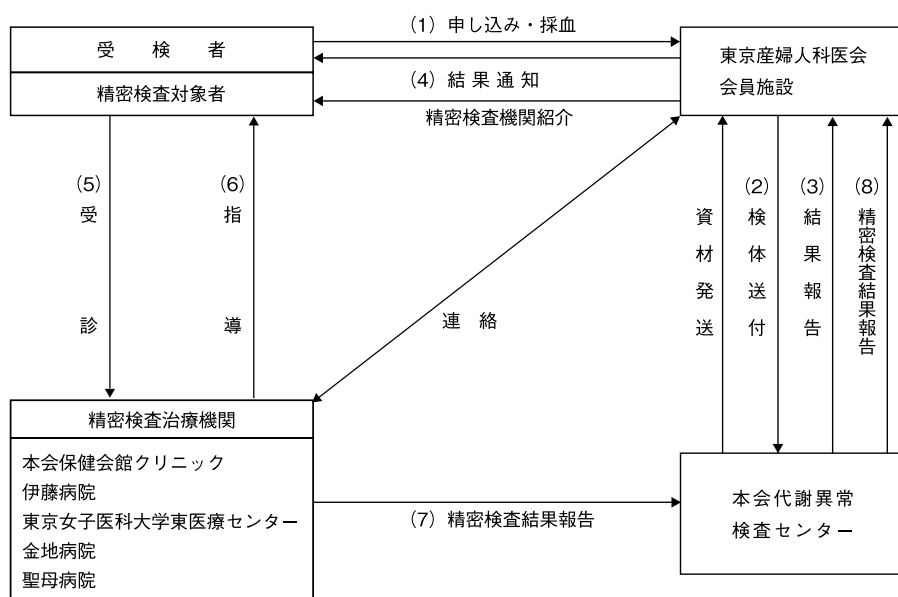 受検者
精密検査対象者
(1)申し込み・採血
(4)結果通知
精密検査機関紹介
東京産婦人科医会
会員施設
(5)受診
(6)指導
連絡
資材発送
(2)検体送付
(3)結果報告
(8)精密検査結果報告
精密検査治療機関
本会保健会館クリニック
伊藤病院
東京女子医科大学東医療センター
金地病院
聖母病院
(7)精密検査結果報告
本会代謝異常
検査センター